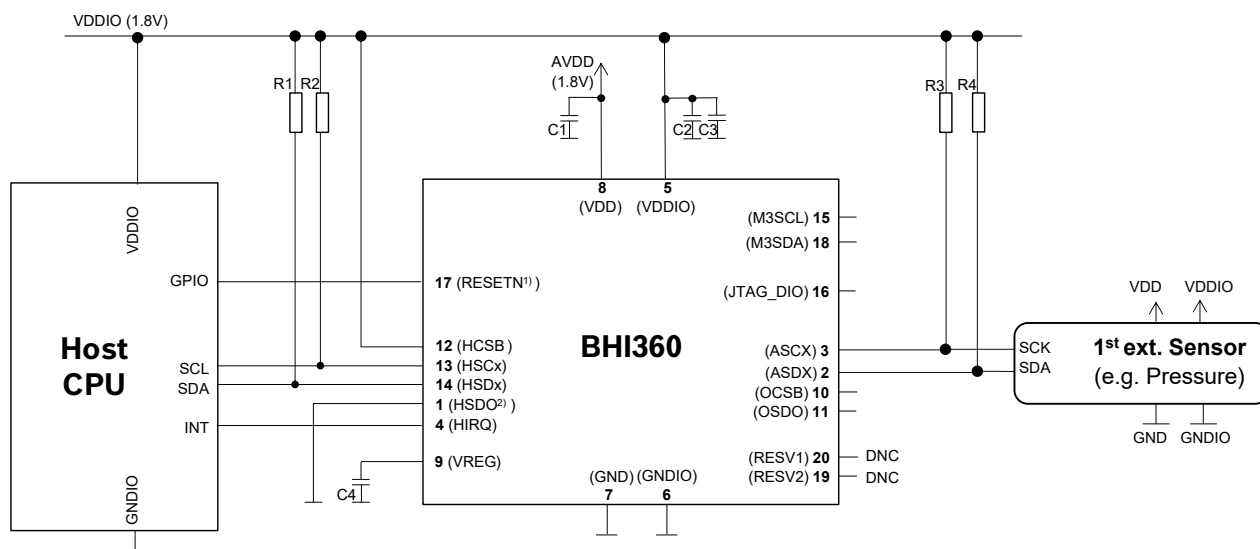 VDDIO (1.8V)
R1 R2
AVDD
(1.8V)
C1
C2 C3
R3
R4
VDDIO
GPIO
Host
CPU
SCL
SDA
INT
GNDIO
C4
8
(VDD)
5
(VDDIO)
17 (RESETN1) )
12 (HCSB)
13 (HSCx)
14 (HSDx)
1 (HSDO2) )
4 (HIRQ)
9 (VREG)
BHI360
(M3SCL) 15
(M3SDA) 18
(JTAG_DIO) 16
(ASCX) 3
(ASDX) 2
(OCSB) 10
(OSDO) 11
(RESV1) 20 DNC
(RESV2) 19 DNC
(GND) (GNDIO)
7 6
VDD VDDIO
SCK
SDA
1st ext. Sensor
(e.g. Pressure)
GND GNDIO